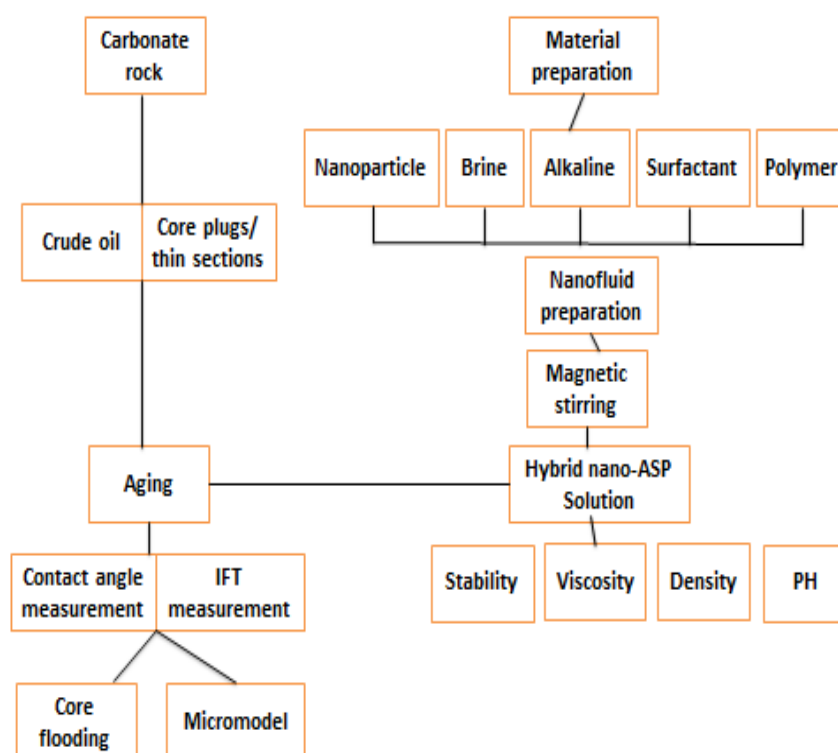 Carbonate
rock
Material
preparation
Nanoparticle
Brine
Alkaline
Surfactant
Polymer
Crude oil
Core plugs/
thin sections
Nanofluid
preparation
Magnetic
stirring
Aging
Hybrid nano-ASP
Solution
Contact angle
measurement
IFT
measurement
Stability
Viscosity
Density
PH
Core
flooding
Micromodel